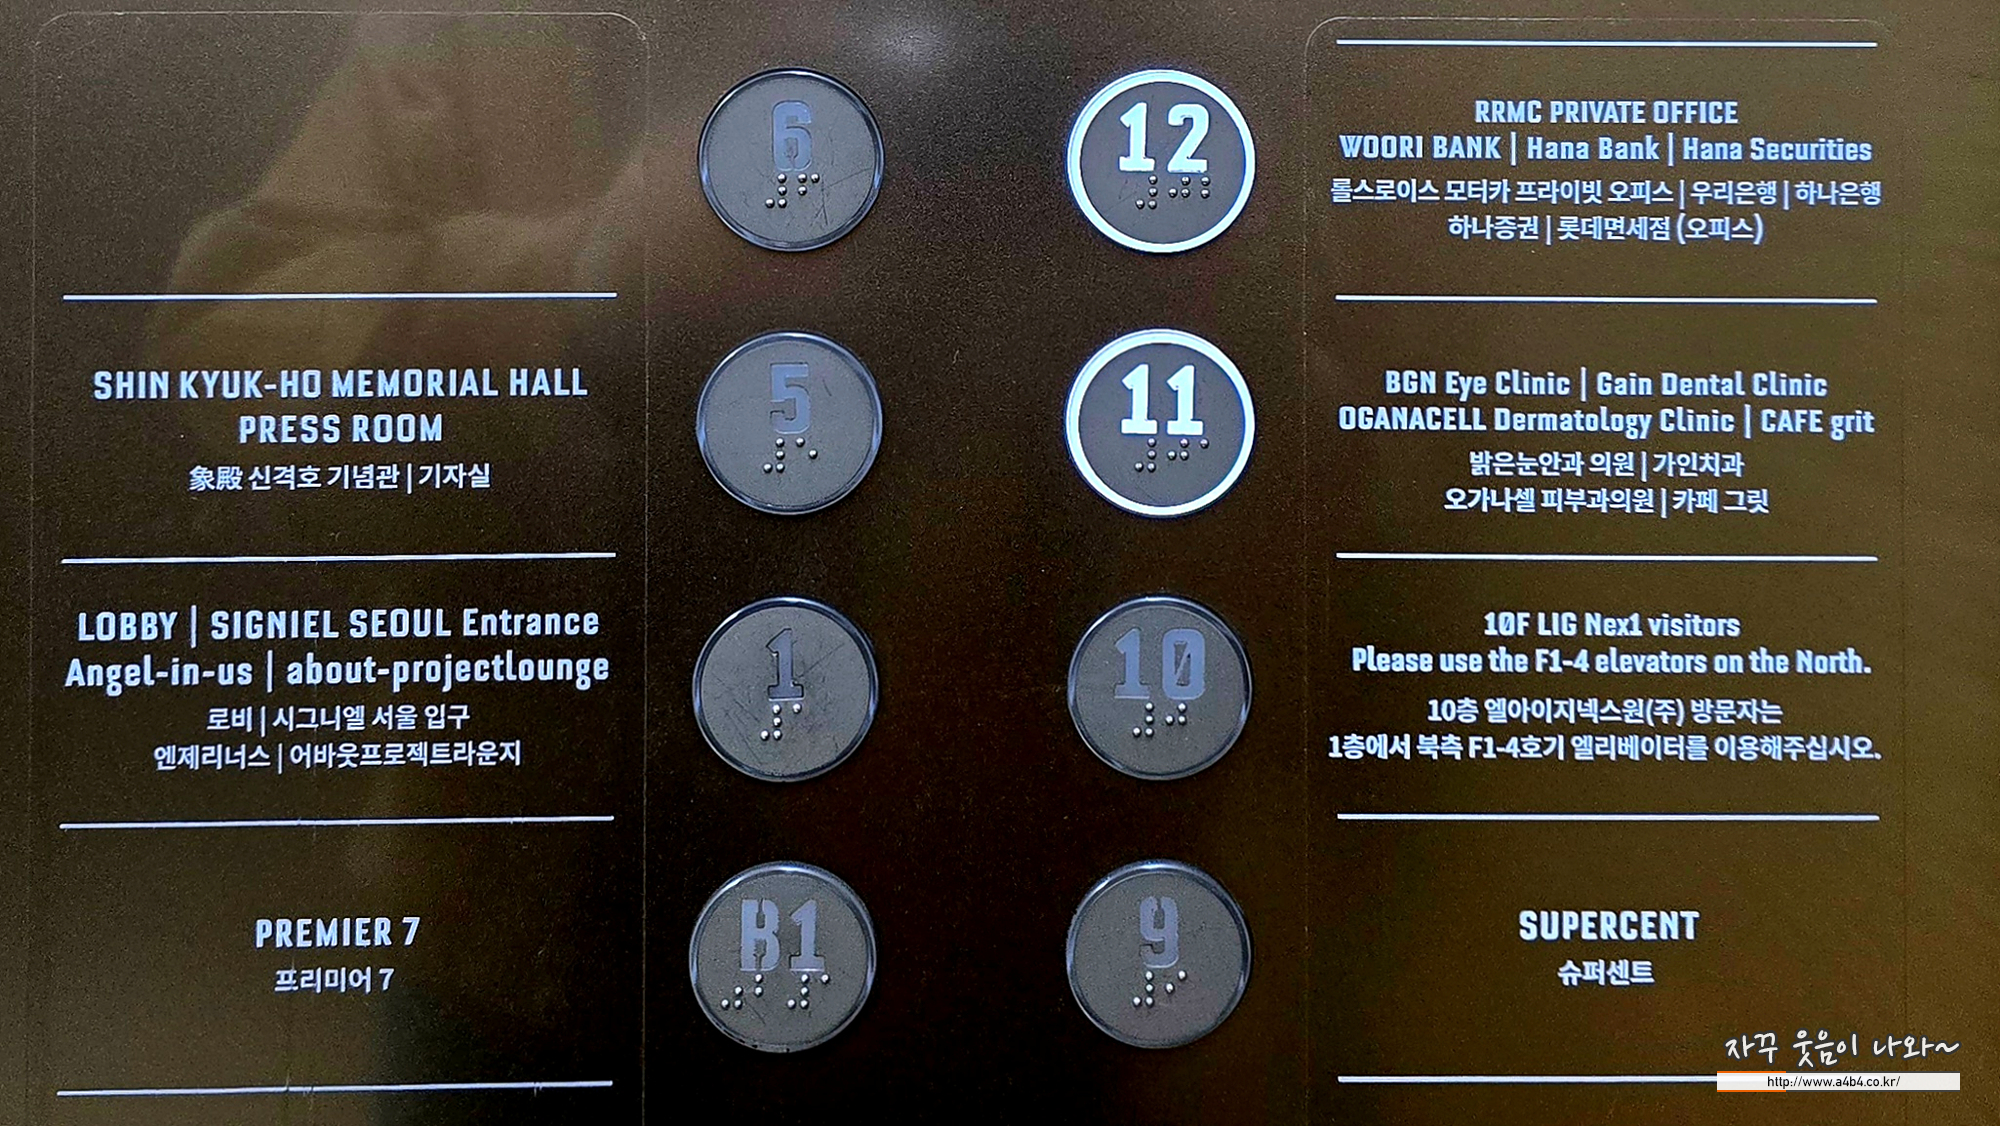 6
SHIN KYUK-HO MEMORIAL HALL
PRESS ROOM
象殿 신격호 기념관 | 기자실
5
LOBBY | SIGNIEL SEOUL Entrance
Angel-in-us | about-projectlounge
로비 | 시그니엘 서울 입구
엔제리너스 | 어바웃프로젝트라운지
1
PREMIER 7
프리미어 7
B1
12
RRMC PRIVATE OFFICE
WOORI BANK | Hana Bank | Hana Securities
롤스로이스 모터카 프라이빗 오피스 | 우리은행 | 하나은행
하나증권 | 롯데면세점 (오피스)
11
BGN Eye Clinic | Gain Dental Clinic
OGANACELL Dermatology Clinic | CAFE grit
밝은눈안과 의원 | 가인치과
오가나셀 피부과의원 | 카페 그릿
10
10F LIG Nex1 visitors
Please use the F1-4 elevators on the North.
10층 엘아이지넥스원(주) 방문자는
1층에서 북측 F1-4호기 엘리베이터를 이용해주십시오.
9
SUPERCENT
슈퍼센트
자꾸 웃음이 나와~
http://www.a4b4.co.kr/